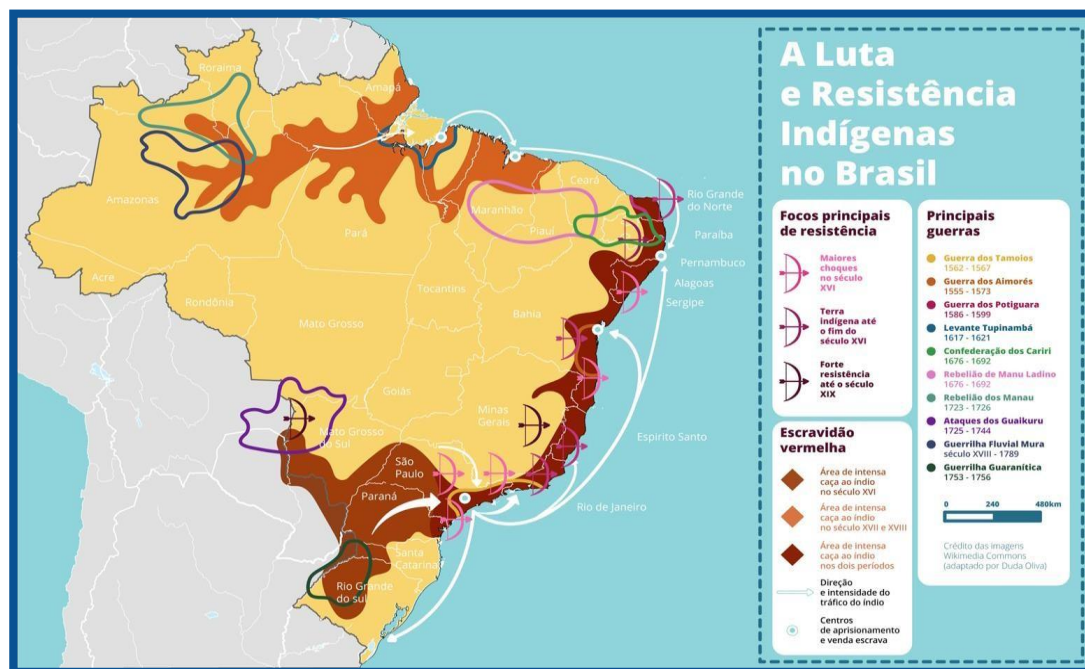 Roraima
Amapá
Amazonas
Pará
Acre
Rondônia
Maranhão
Piauí
Ceará
Rio Grande
do Norte
Paraíba
Pernambuco
Alagoas
Sergipe
Tocantins
Bahia
Mato Grosso
Goiás
Minas
Gerais
Mato Grosso
do Sul
Espirito Santo
São
Paulo
Rio de Janeiro
Paraná
Santa
Catarina
Rio Grande
do sul
A Luta
e Resistência
Indígenas
no Brasil
Focos principais
de resistência
Maiores
choques
no século
XVI
Terra
indígena até
o fim do
século XVI
Forte
resistência
até o século
XIX
Escravidão
vermelha
Área de intensa
caça ao índio
no século XVI
Área de intensa
caça ao índio
no século XVII e XVIII
Área de intensa
caça ao índio
nos dois períodos
Direção
e intensidade do
tráfico do índio
Centros
de aprisionamento
e venda escrava
Principais
guerras
Guerra dos Tamoios
1562 - 1567
Guerra dos Aimorés
1555 - 1573
Guerra dos Potiguara
1586 - 1599
Levante Tupinambá
1617 - 1621
Confederação dos Cariri
1676 - 1692
Rebelião de Manu Ladino
1676 - 1692
Rebelião dos Manau
1723 - 1726
Ataques dos Guaikuru
1725 - 1744
Guerrilha Fluvial Mura
século XVIII - 1789
Guerrilha Guaranítica
1753 - 1756
0 240 480km
Crédito das imagens
Wikimedia Commons
(adaptado por Duda Oliva)